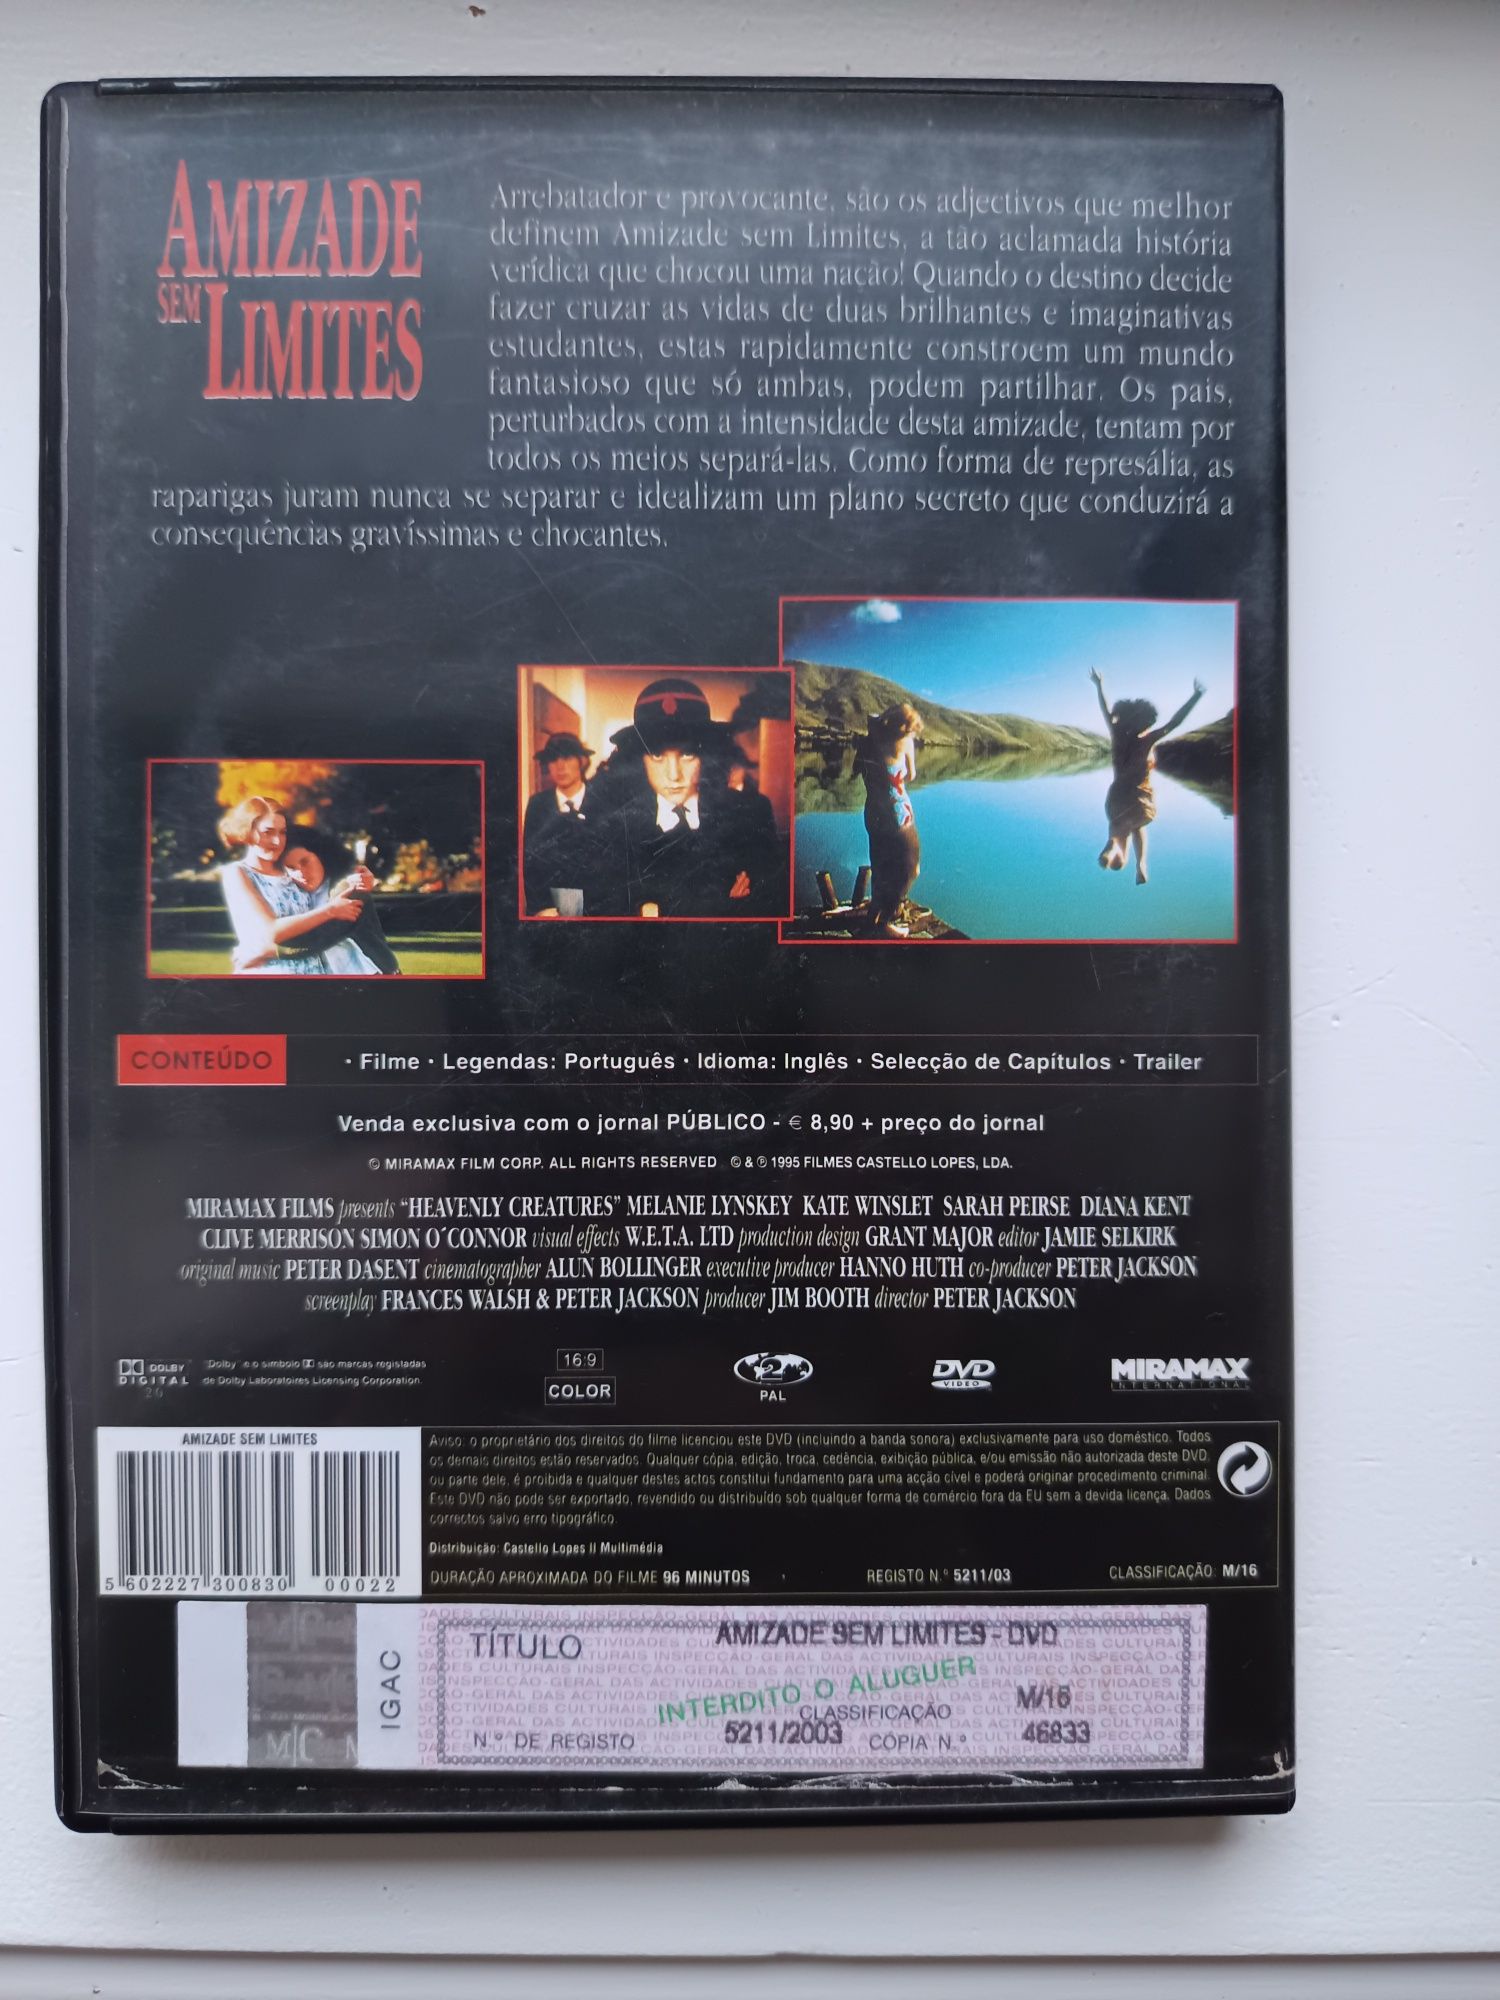 AMIZADE
SEM LIMITES
Arrebatador e provocante, são os adjectivos que melhor
definem Amizade sem Limites, a tão aclamada história
verídica que chocou uma nação! Quando o destino decide
fazer cruzar as vidas de duas brilhantes e imaginativas
estudantes, estas rapidamente constroem um mundo
fantasioso que só ambas, podem partilhar. Os pais,
perturbados com a intensidade desta amizade, tentam por
todos os meios separá-las. Como forma de represália, as
raparigas juram nunca se separar e idealizam um plano secreto que conduzirá a
consequências gravíssimas e chocantes.
CONTEÚDO
• Filme • Legendas: Português • Idioma: Inglês • Selecção de Capítulos • Trailer
Venda exclusiva com o jornal PÚBLICO - € 8,90 + preço do jornal
© MIRAMAX FILM CORP. ALL RIGHTS RESERVED © & ℗ 1995 FILMES CASTELLO LOPES, LDA.
MIRAMAX FILMS presents “HEAVENLY CREATURES” MELANIE LYNSKEY KATE WINSLET SARAH PEIRSE DIANA KENT
CLIVE MERRISON SIMON O´CONNOR visual effects W.E.T.A. LTD production design GRANT MAJOR editor JAMIE SELKIRK
original music PETER DASENT cinematographer ALUN BOLLINGER executive producer HANNO HUTH co-producer PETER JACKSON
screenplay FRANCES WALSH & PETER JACKSON producer JIM BOOTH director PETER JACKSON
DOLBY
DIGITAL
2.0
"Dolby" e o símbolo são marcas registadas
de Dolby Laboratoires Licensing Corporation.
16:9
COLOR
2
PAL
DVD
VIDEO
MIRAMAX
INTERNATIONAL
AMIZADE SEM LIMITES
5 602227 300830 00022
Aviso: o proprietário dos direitos do filme licenciou este DVD (incluindo a banda sonora) exclusivamente para uso doméstico. Todos
os demais direitos estão reservados. Qualquer cópia, edição, troca, cedência, exibição pública, e/ou emissão não autorizada deste DVD,
ou parte dele, é proibida e qualquer destes actos constitui fundamento para uma acção cível e poderá originar procedimento criminal.
Este DVD não pode ser exportado, revendido ou distribuído sob qualquer forma de comércio fora da EU sem a devida licença. Dados
correctos salvo erro tipográfico.
Distribuição: Castello Lopes II Multimédia
DURAÇÃO APROXIMADA DO FILME 96 MINUTOS
REGISTO N.º 5211/03
CLASSIFICAÇÃO M/16
IGAC
TÍTULO
AMIZADE SEM LIMITES - DVD
INTERDITO O ALUGUER
CLASSIFICAÇÃO
M/16
N.º DE REGISTO
5211/2003
CÓPIA N.º
46833